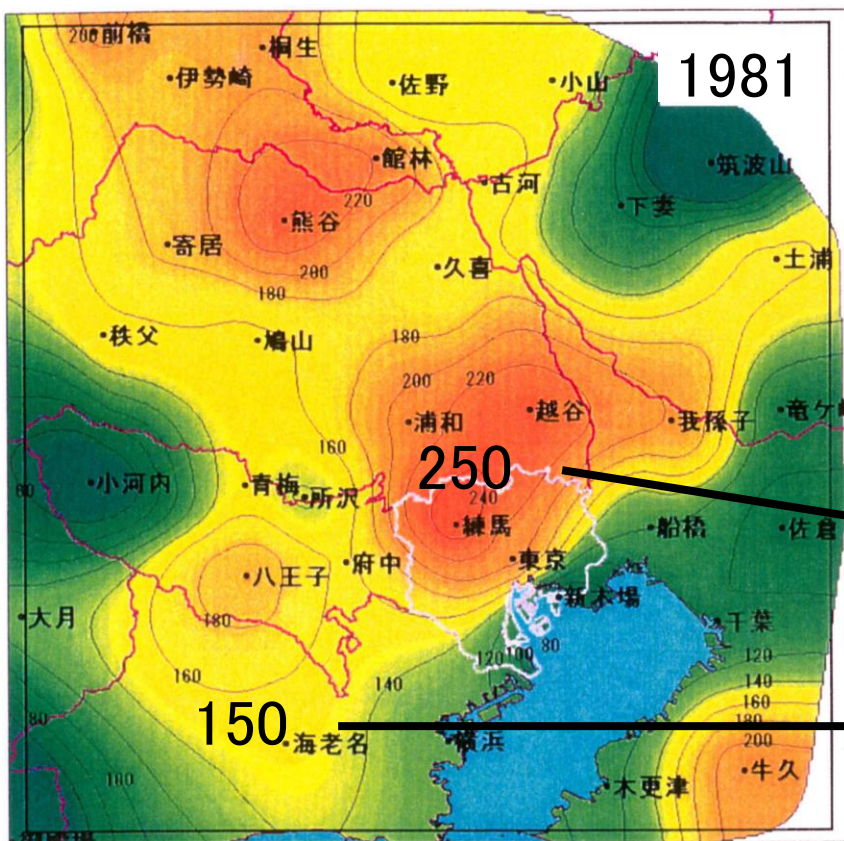 200
前橋
桐生
伊勢崎
佐野
小山
1981
館林
筑波山
古河
220
下妻
熊谷
寄居
200
久喜
土浦
180
秩父
鳩山
180
200
220
浦和
越谷
我孫子
竜ケ
160
250
小河内
青梅
所沢
240
練馬
船橋
佐倉
府中
東京
八王子
新木場
大月
180
千葉
80
100
120
120
160
140
140
160
180
150
海老名
横浜
200
牛久
木更津
80